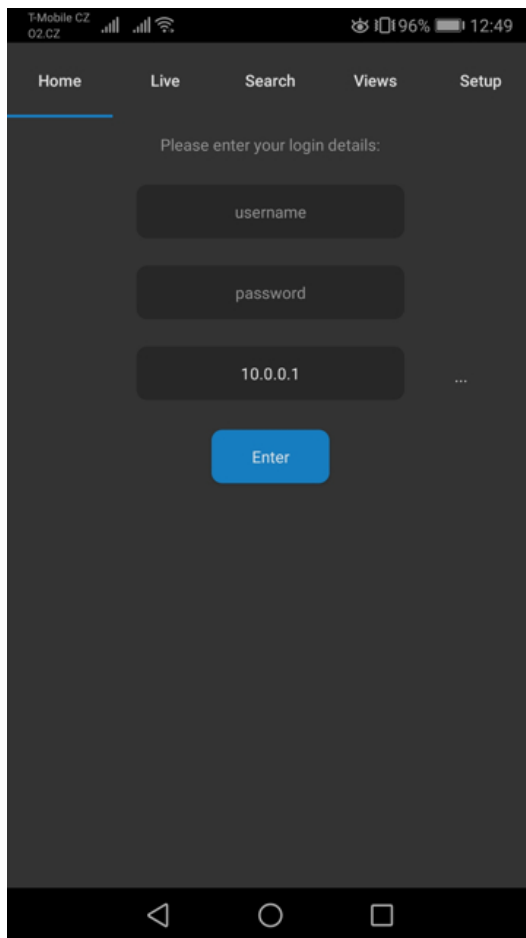 T-Mobile CZ
O2.CZ
96% 12:49
Home Live Search Views Setup
Please enter your login details:
username
password
10.0.0.1 ...
Enter